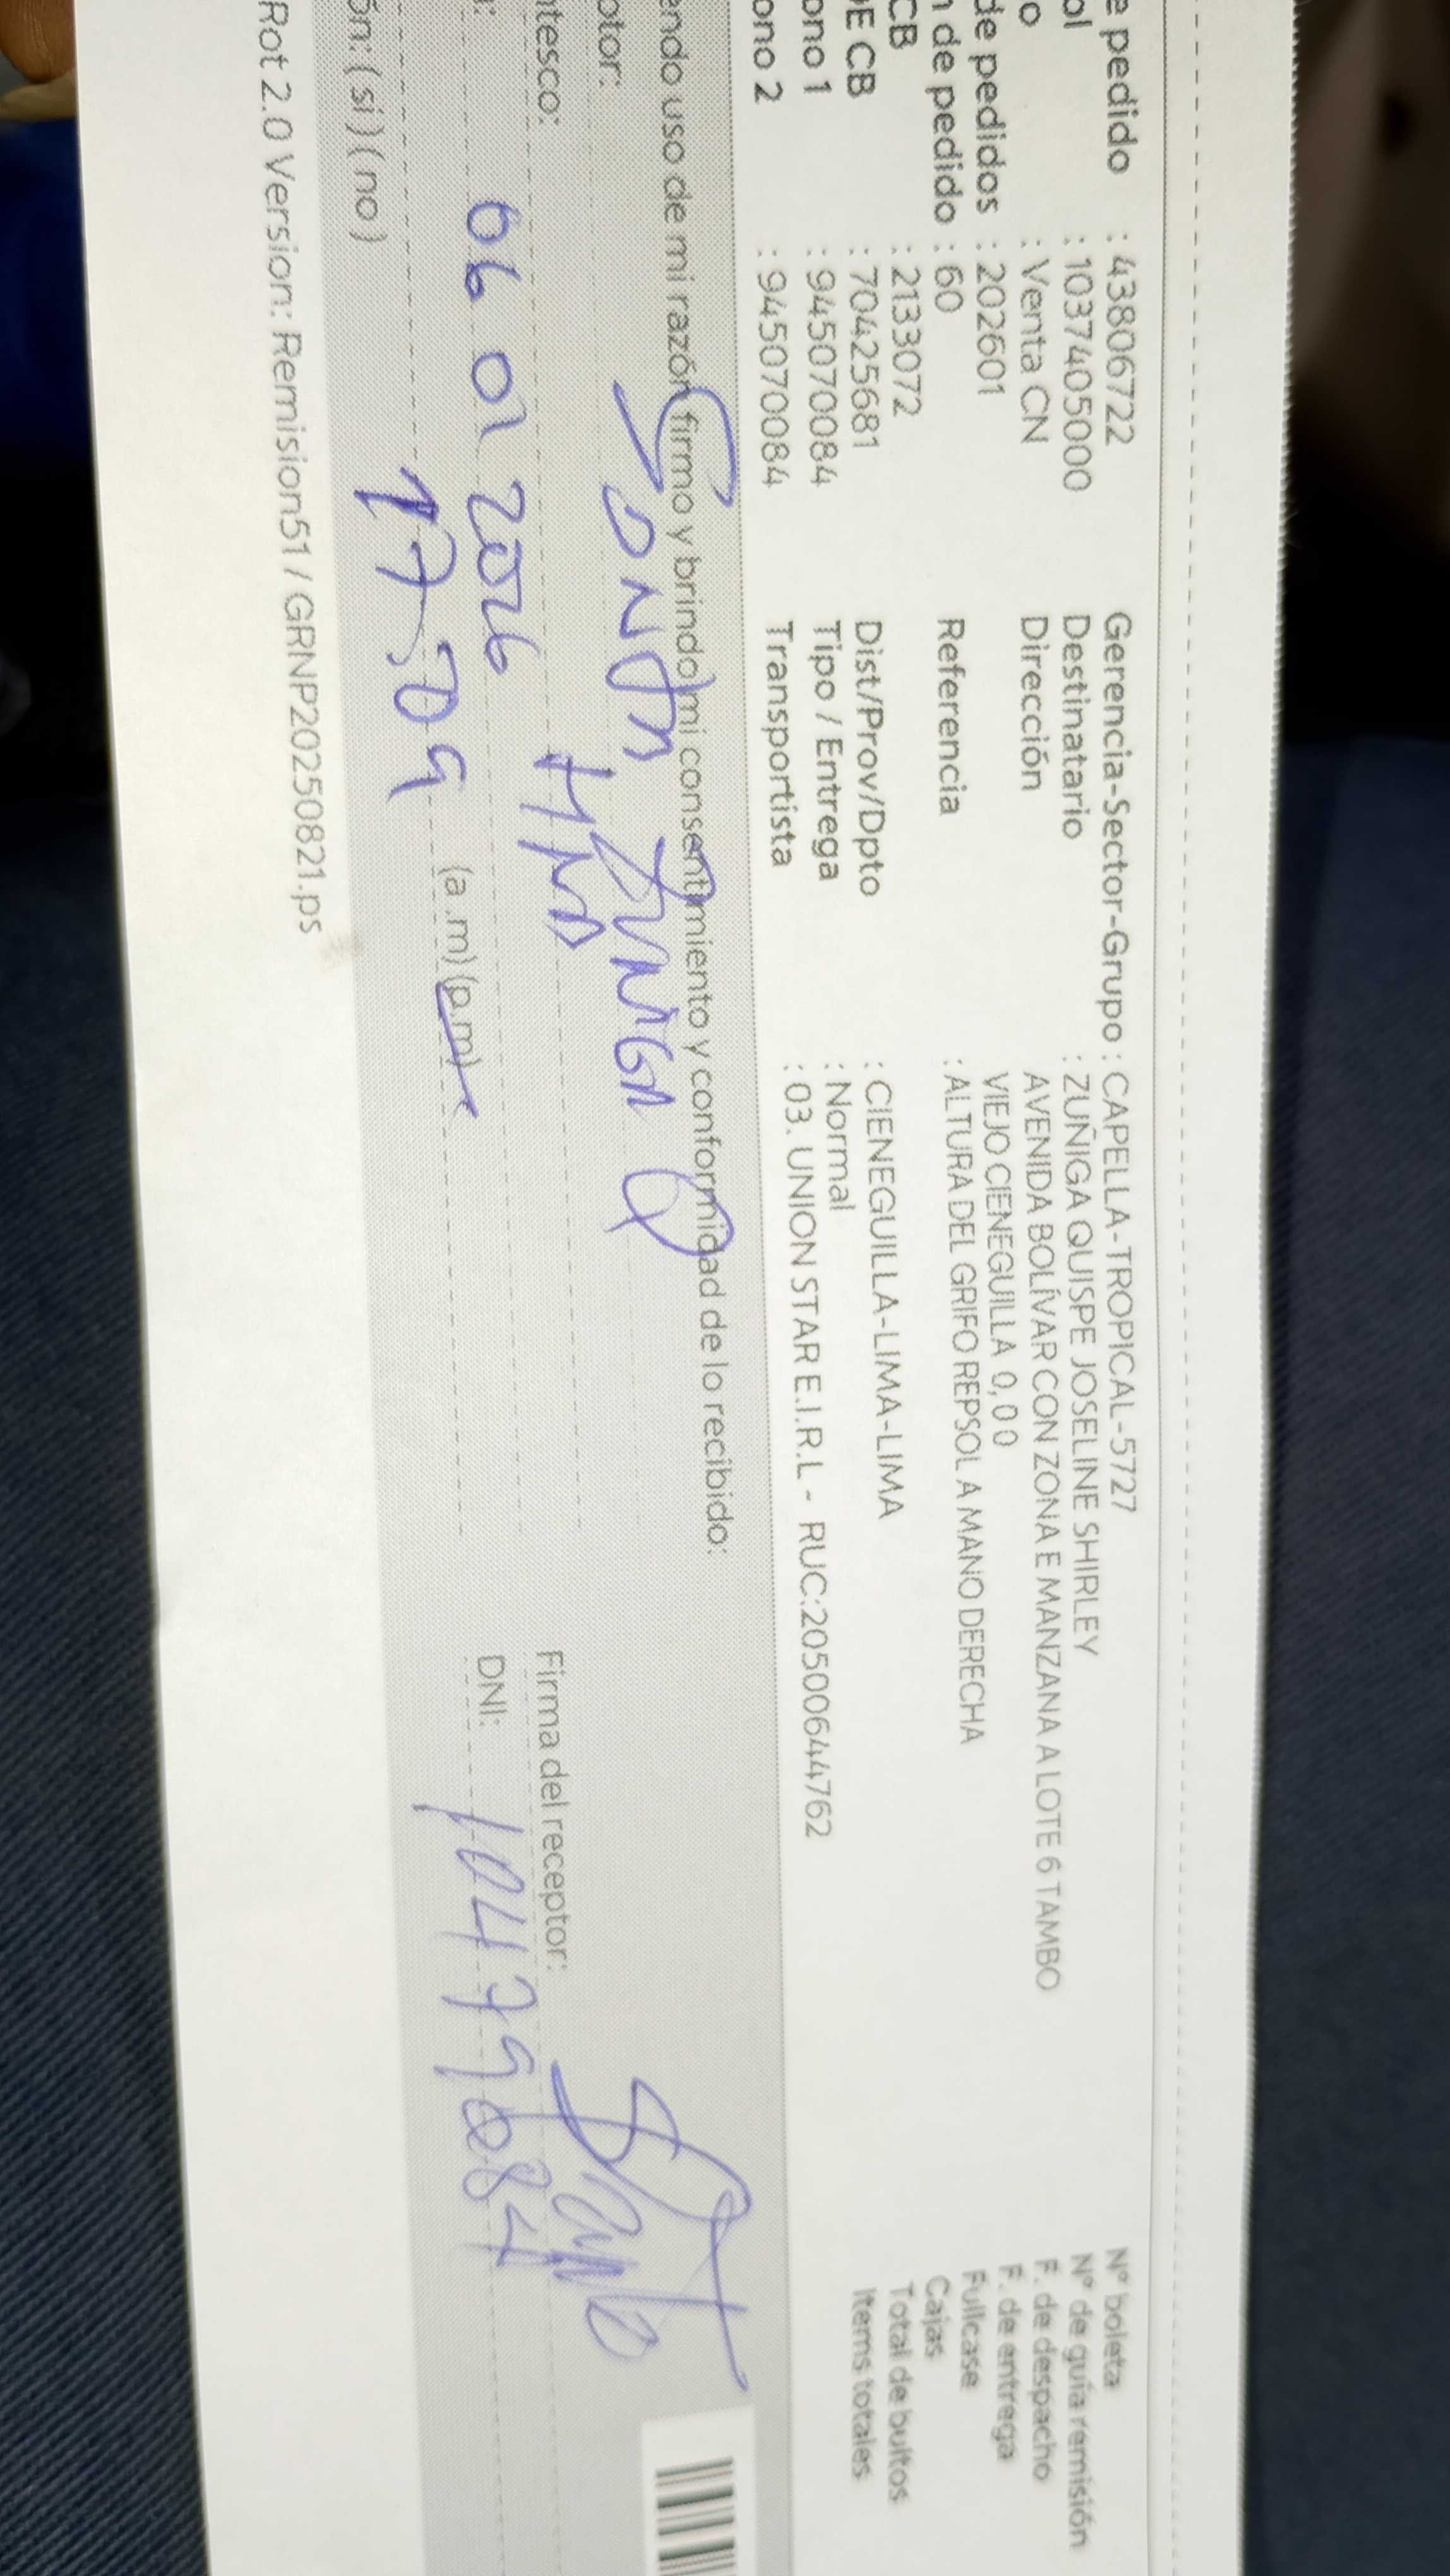 e pedido : 43806722
ol : 1037405000
o : Venta CN
de pedidos : 202601
n de pedido : 60
CB : 2133072
DE CB : 70425681
ono 1 : 945070084
ono 2 : 945070084
Gerencia-Sector-Grupo : CAPELLA-TROPICAL-5727
Destinatario : ZUÑIGA QUISPE JOSELINE SHIRLEY
Dirección AVENIDA BOLÍVAR CON ZONA E MANZANA A LOTE 6 TAMBO
VIEJO CIENEGUILLA 0, 0 0
Referencia : ALTURA DEL GRIFO REPSOL A MANO DERECHA
Dist/Prov/Dpto : CIENEGUILLA-LIMA-LIMA
Tipo / Entrega : Normal
Transportista : 03. UNION STAR E.I.R.L - RUC:20500644762
N° boleta
N° de guía remisión
F. de despacho
F. de entrega
Fullcase
Cajas
Total de bultos
Items totales
endo uso de mi razón firmo y brindo mi consentimiento y conformidad de lo recibido:
ptor:
ntesco:
06 01 2026
(a .m) (p.m)
ón: ( si ) ( no )
Firma del receptor:
DNI:
Rot 2.0 Version: Remision51 / GRNP20250821.ps